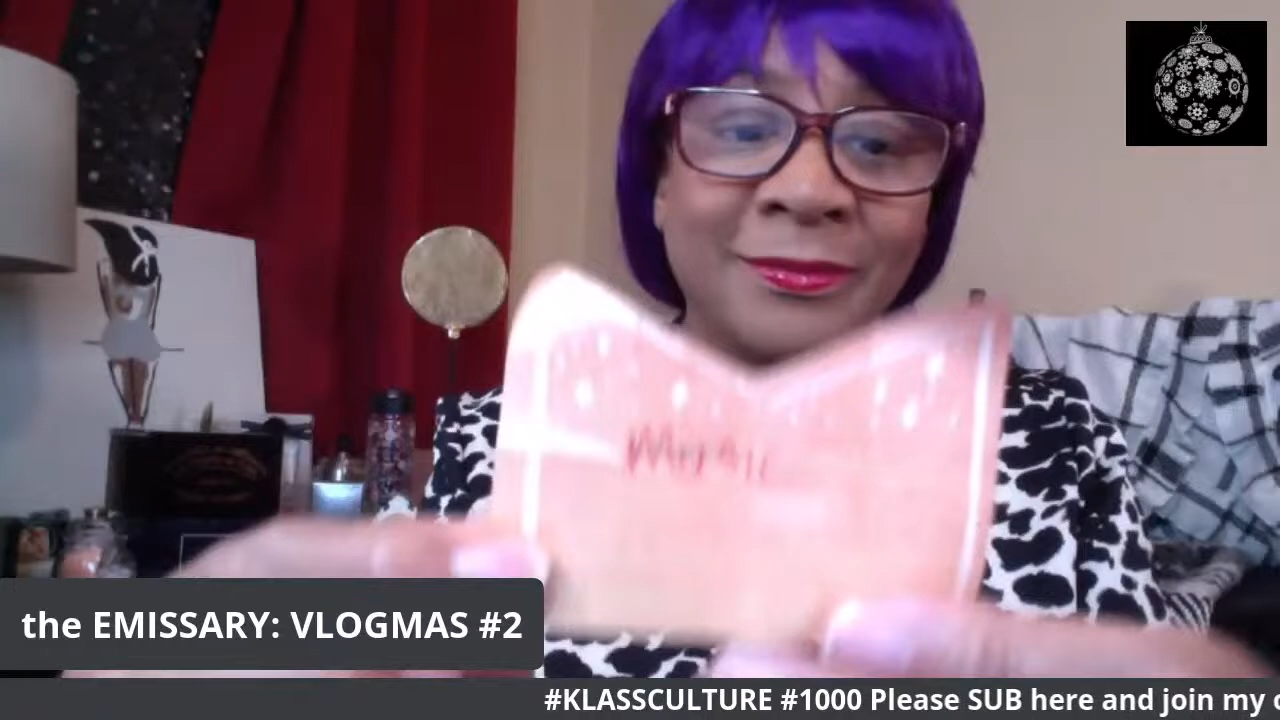 the EMISSARY: VLOGMAS #2
#KLASSCULTURE #1000 Please SUB here and join my c